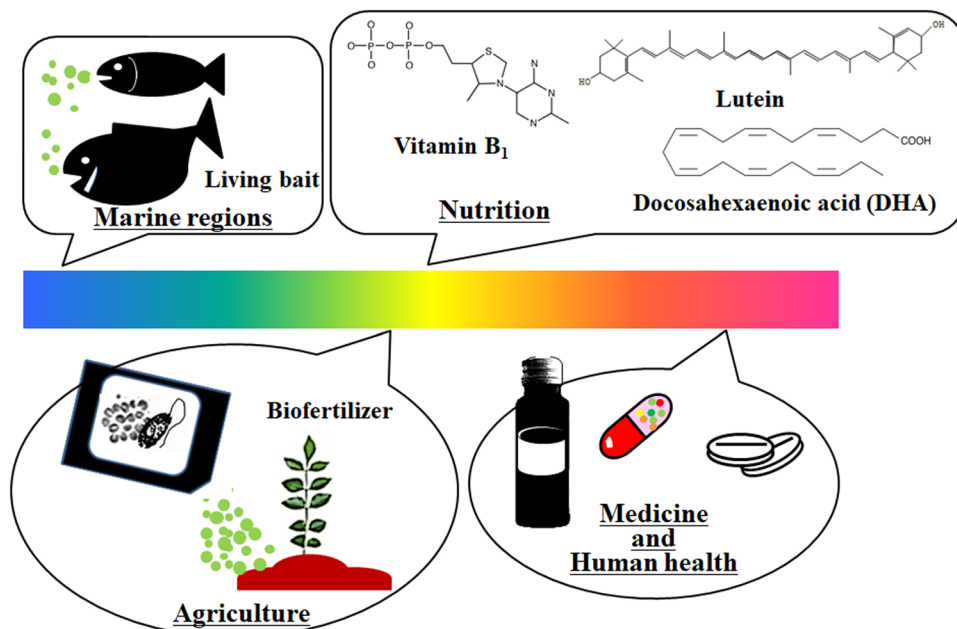 Living bait
Marine regions
Vitamin B₁
Lutein
Docosahexaenoic acid (DHA)
Nutrition
O
O
O
P
P
O
O
O
O
S
N
N
N
N
OH
HO
COOH
Biofertilizer
Agriculture
Medicine
and
Human health